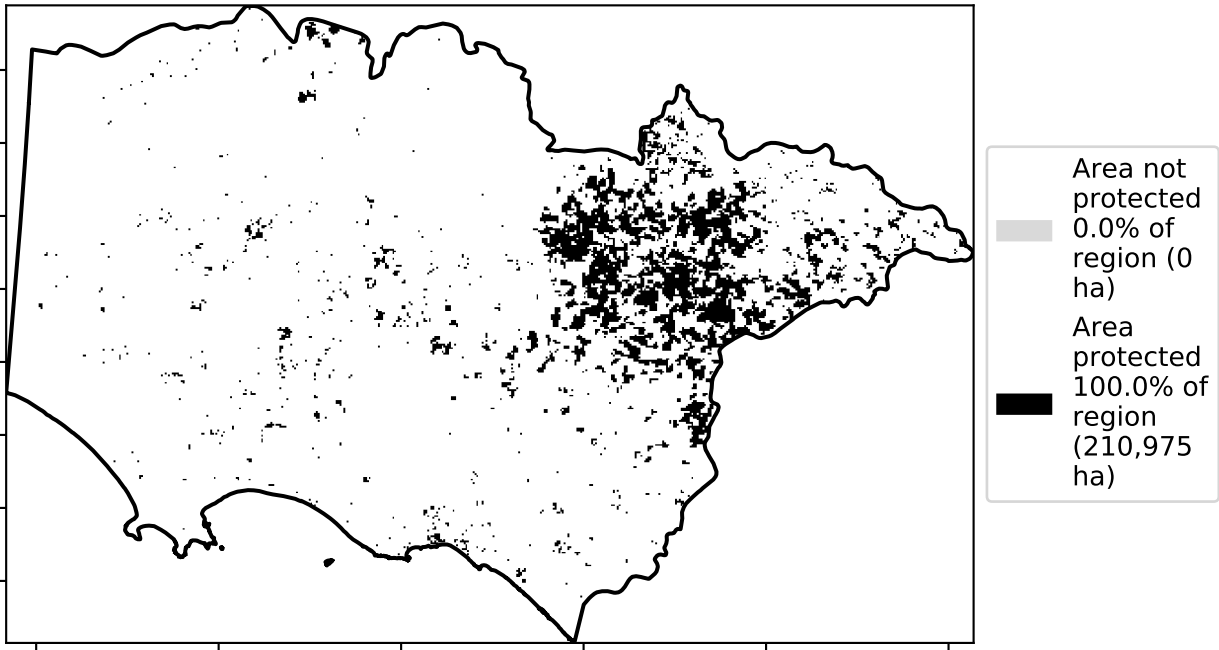 Area not
protected
0.0% of
region (0
ha)
Area
protected
100.0% of
region
(210,975
ha)